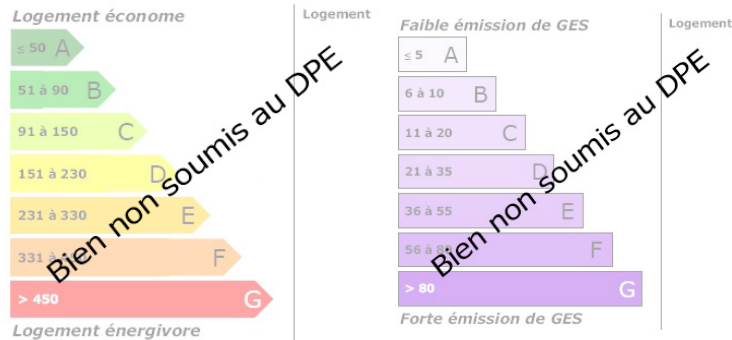 Logement économe
Logement
≤ 50 A
51 à 90 B
91 à 150 C
151 à 230 D
231 à 330 E
331 à F
> 450 G
Logement énergivore
Bien non soumis au DPE
Faible émission de GES
Logement
≤ 5 A
6 à 10 B
11 à 20 C
21 à 35 D
36 à 55 E
56 à 80 F
> 80 G
Forte émission de GES
Bien non soumis au DPE